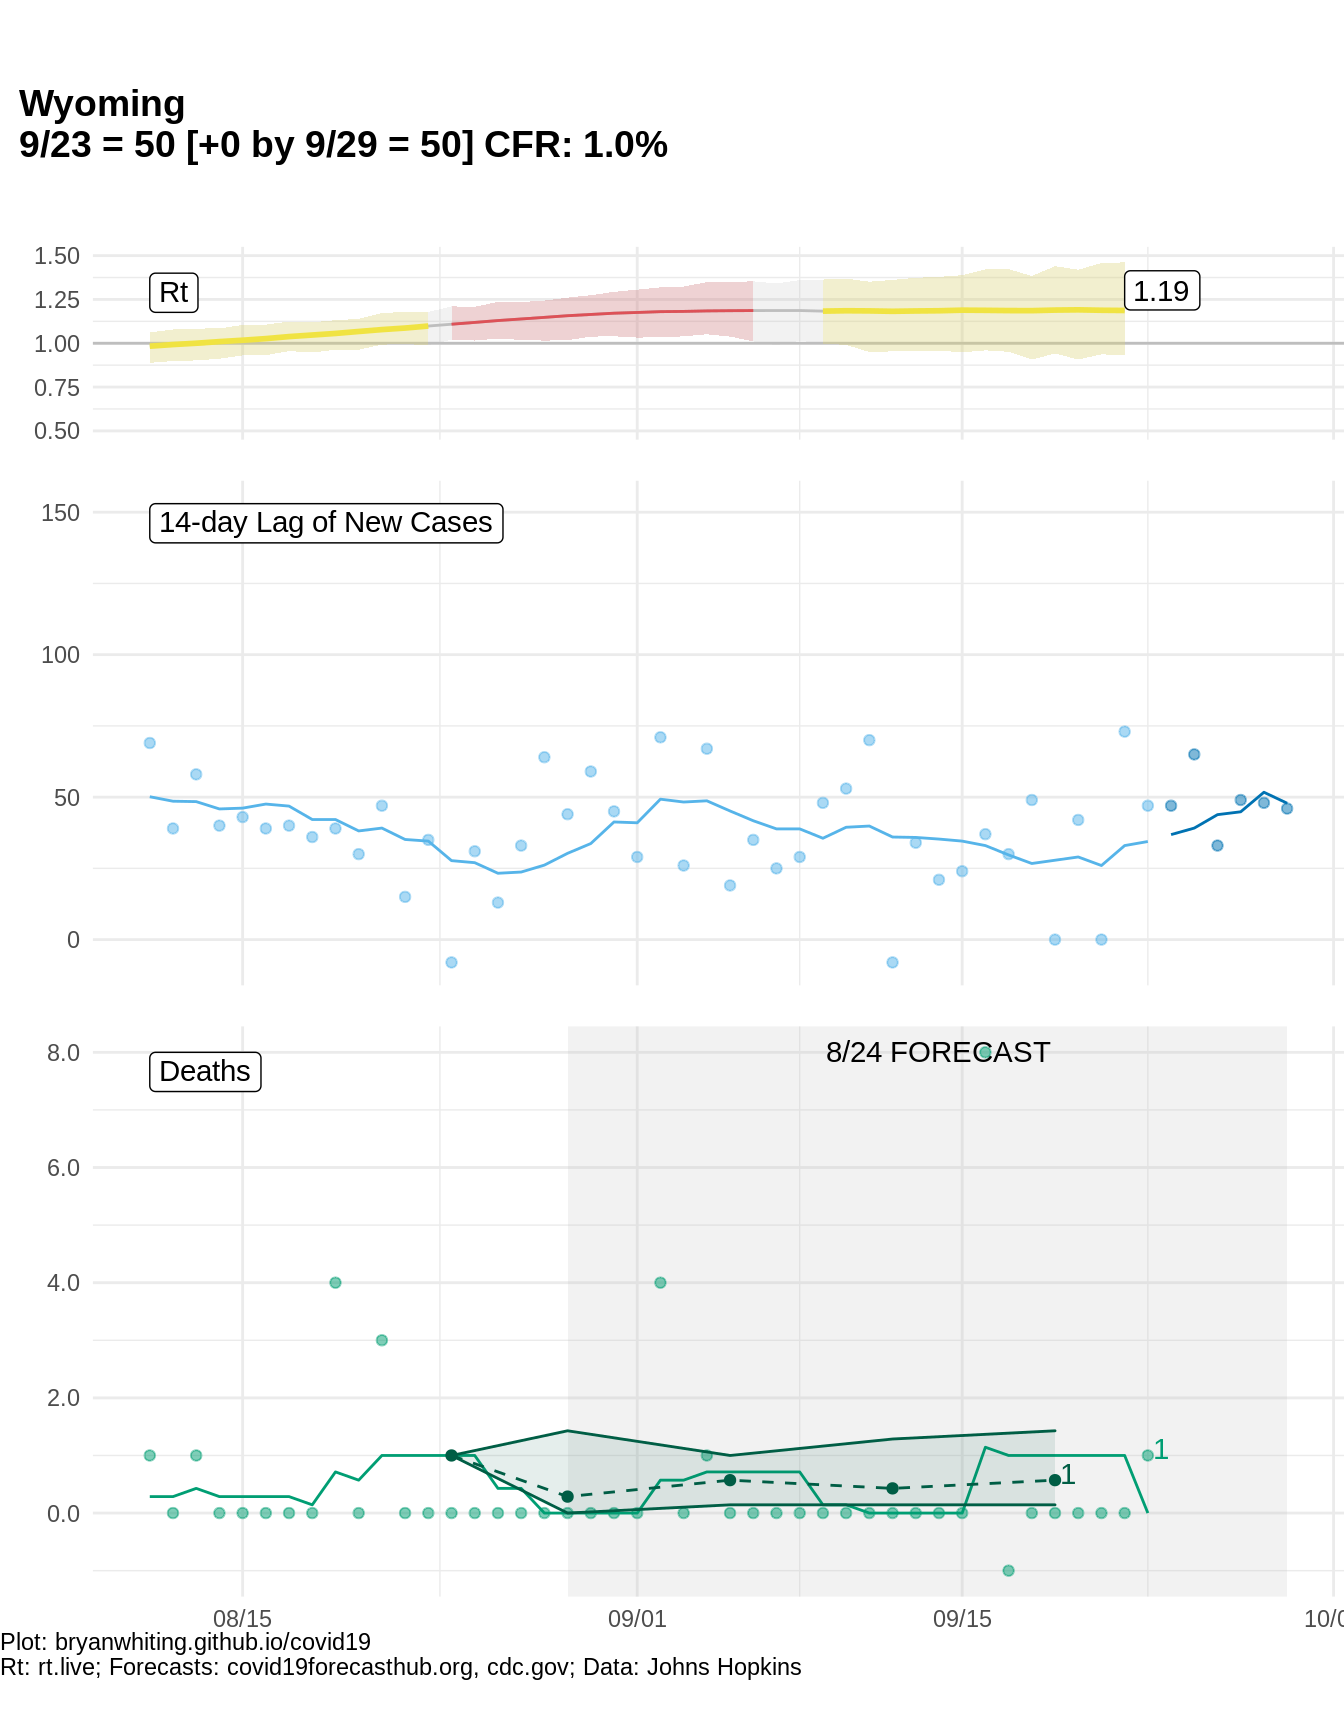 Wyoming
9/23 = 50 [+0 by 9/29 = 50] CFR: 1.0%
1.50
1.25
1.00
0.75
0.50
Rt
1.19
150
100
50
0
14-day Lag of New Cases
8.0
6.0
4.0
2.0
0.0
Deaths
8/24 FORECAST
1
1
08/15
09/01
09/15
10/0
Plot: bryanwhiting.github.io/covid19
Rt: rt.live; Forecasts: covid19forecasthub.org, cdc.gov; Data: Johns Hopkins